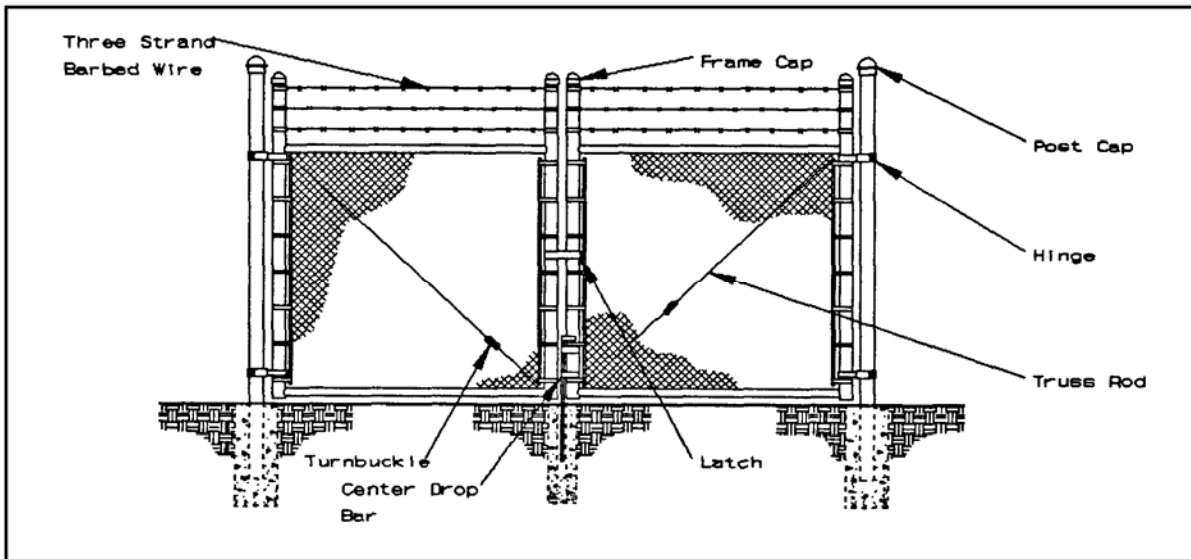 Three Strand
Barbed Wire
Frame Cap
Post Cap
Hinge
Truss Rod
Latch
Turnbuckle
Center Drop
Bar